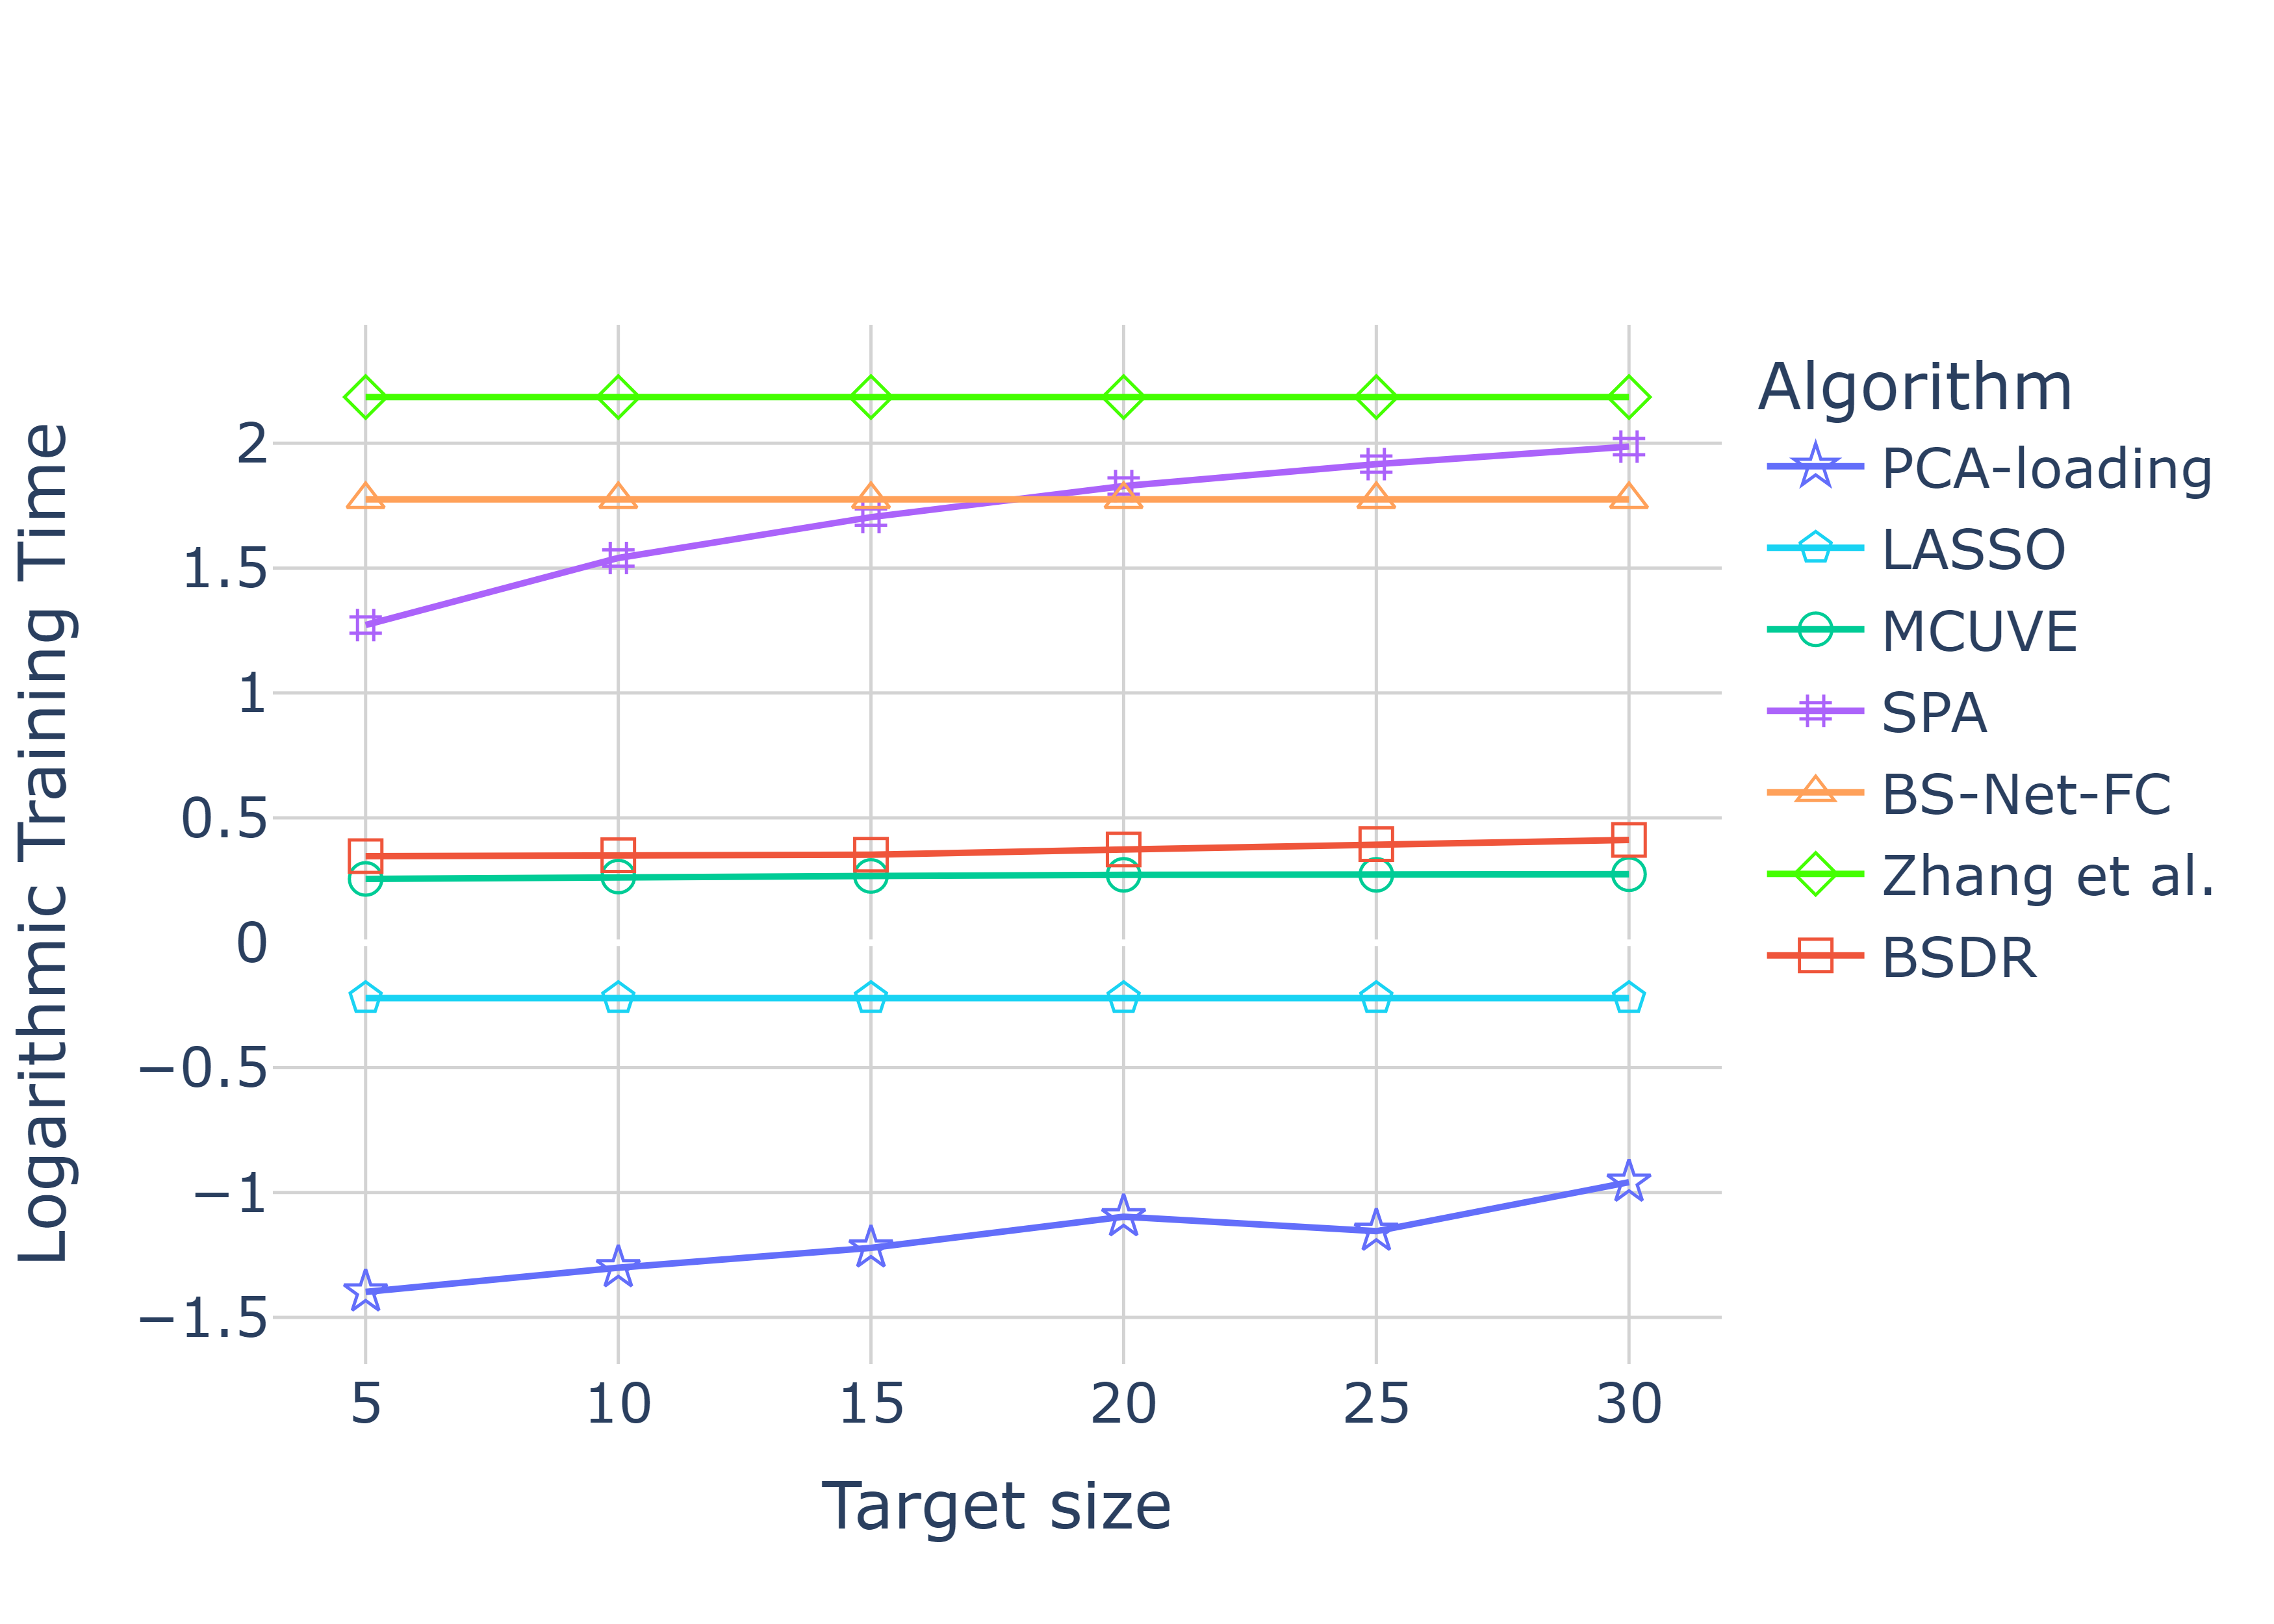 Logarithmic Training Time
2
1.5
1
0.5
0
−0.5
−1
−1.5
5 10 15 20 25 30
Target size
Algorithm
PCA-loading
LASSO
MCUVE
SPA
BS-Net-FC
Zhang et al.
BSDR